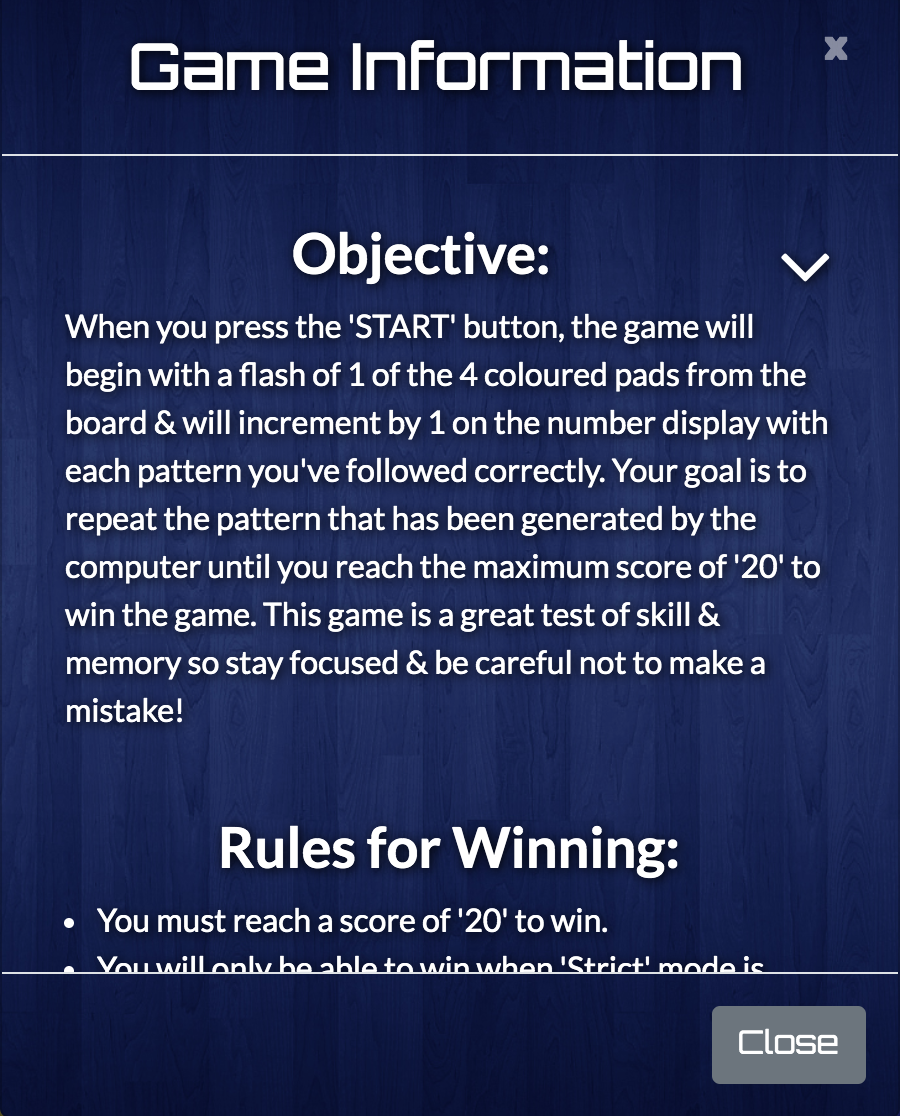 Game Information
x
Objective:
When you press the 'START' button, the game will
begin with a flash of 1 of the 4 coloured pads from the
board & will increment by 1 on the number display with
each pattern you've followed correctly. Your goal is to
repeat the pattern that has been generated by the
computer until you reach the maximum score of '20' to
win the game. This game is a great test of skill &
memory so stay focused & be careful not to make a
mistake!
Rules for Winning:
• You must reach a score of '20' to win.
• You will only be able to win when 'Strict' mode is
Close